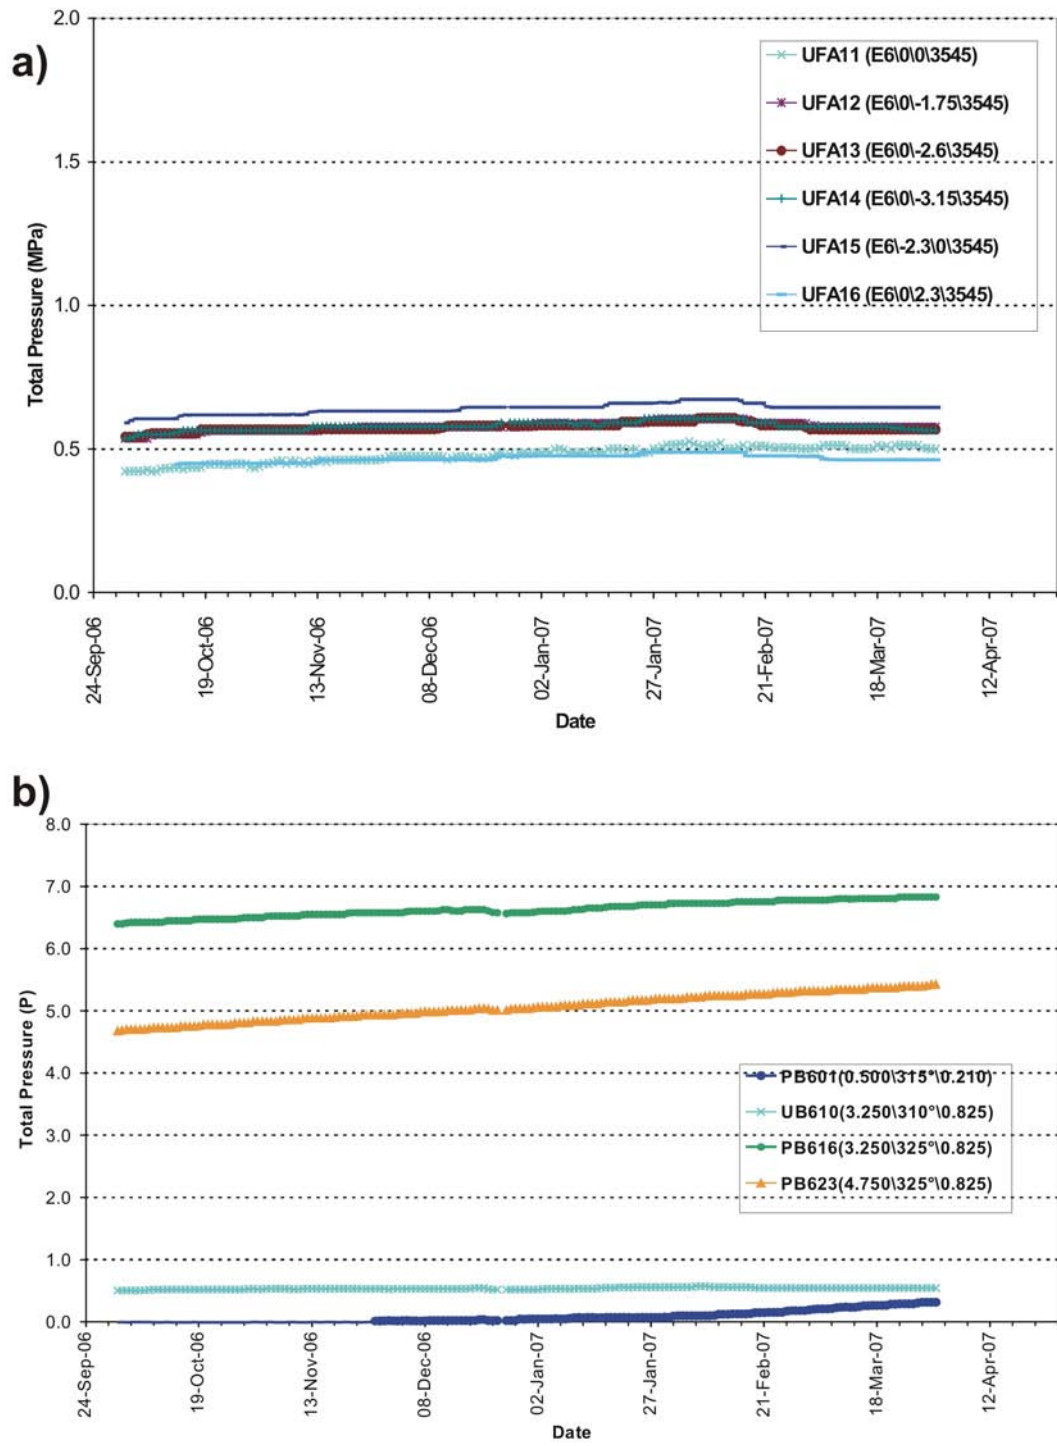 a)
2.0
1.5
1.0
0.5
0.0
Total Pressure (MPa)
UFA11 (E6\0\0\3545)
UFA12 (E6\0\-1.75\3545)
UFA13 (E6\0\-2.6\3545)
UFA14 (E6\0\-3.15\3545)
UFA15 (E6\-2.3\0\3545)
UFA16 (E6\0\2.3\3545)
24-Sep-06
19-Oct-06
13-Nov-06
08-Dec-06
02-Jan-07
27-Jan-07
21-Feb-07
18-Mar-07
12-Apr-07
Date
b)
8.0
7.0
6.0
5.0
4.0
3.0
2.0
1.0
0.0
Total Pressure (P)
PB601(0.500\315°\0.210)
UB610(3.250\310°\0.825)
PB616(3.250\325°\0.825)
PB623(4.750\325°\0.825)
24-Sep-06
19-Oct-06
13-Nov-06
08-Dec-06
02-Jan-07
27-Jan-07
21-Feb-07
18-Mar-07
12-Apr-07
Date